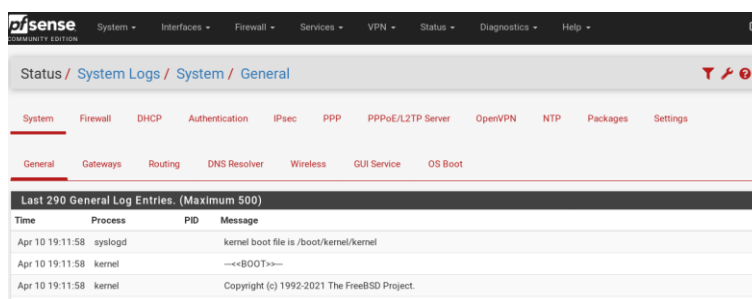 pfsense System Interfaces Firewall Services VPN Status Diagnostics Help
COMMUNITY EDITION
Status / System Logs / System / General
System Firewall DHCP Authentication IPsec PPP PPPoE/L2TP Server OpenVPN NTP Packages Settings
General Gateways Routing DNS Resolver Wireless GUI Service OS Boot
Last 290 General Log Entries. (Maximum 500)
Time Process PID Message
Apr 10 19:11:58 syslogd kernel boot file is /boot/kernel/kernel
Apr 10 19:11:58 kernel ---<<BOOT>>---
Apr 10 19:11:58 kernel Copyright (c) 1992-2021 The FreeBSD Project.